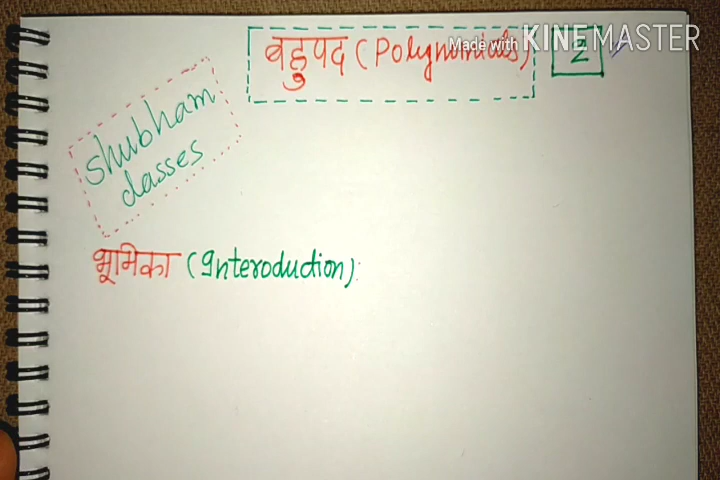 बहुपद (Polynomials) 2
Made with KINEMASTER
shubham
classes
भूमिका (Interoduction):